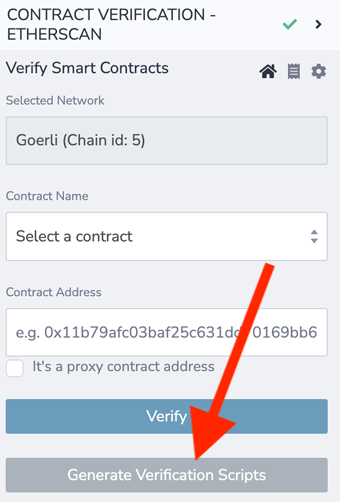 CONTRACT VERIFICATION -
ETHERSCAN
Verify Smart Contracts
Selected Network
Goerli (Chain id: 5)
Contract Name
Select a contract
Contract Address
e.g. 0x11b79afc03baf25c631dd 0169bb6
It's a proxy contract address
Verify
Generate Verification Scripts